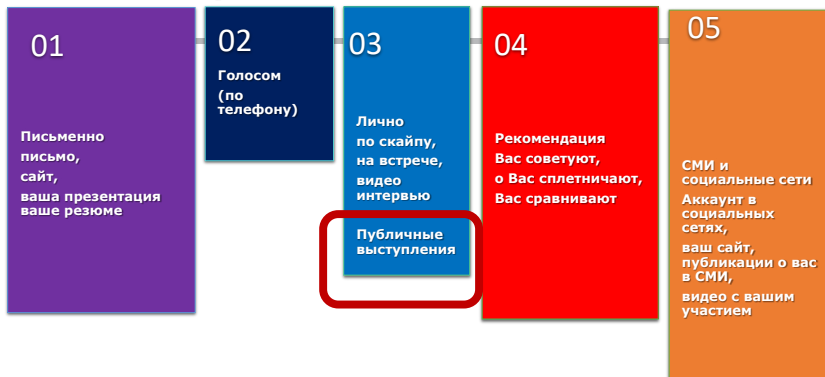 01
Письменно
письмо,
сайт,
ваша презентация
ваше резюме
02
Голосом
(по
телефону)
03
Лично
по скайпу,
на встрече,
видео
интервью
Публичные
выступления
04
Рекомендация
Вас советуют,
о Вас сплетничают,
Вас сравнивают
05
СМИ и
социальные сети
Аккаунт в
социальных
сетях,
ваш сайт,
публикации о вас
в СМИ,
видео с вашим
участием